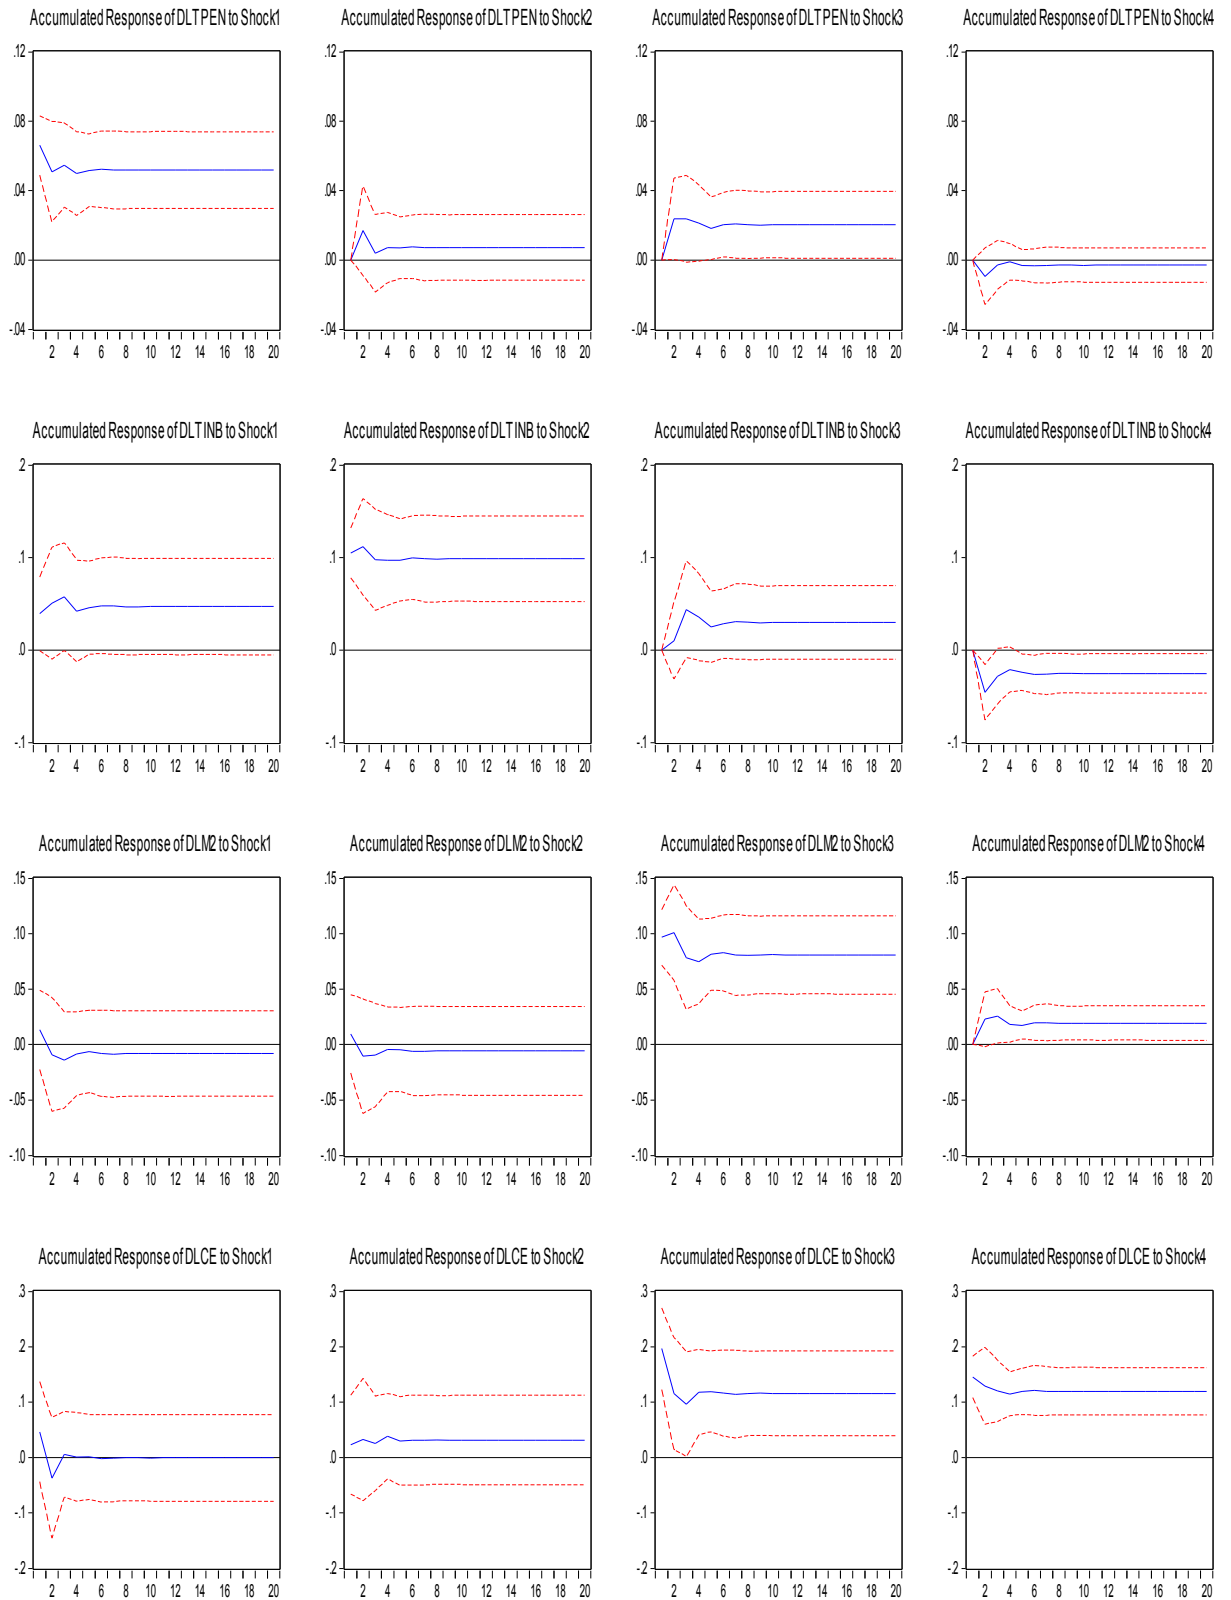 Accumulated Response of DLTPEN to Shock1
Accumulated Response of DLTPEN to Shock2
Accumulated Response of DLTPEN to Shock3
Accumulated Response of DLTPEN to Shock4
.12
.08
.04
.00
-.04
2 4 6 8 10 12 14 16 18 20
.12
.08
.04
.00
-.04
2 4 6 8 10 12 14 16 18 20
.12
.08
.04
.00
-.04
2 4 6 8 10 12 14 16 18 20
.12
.08
.04
.00
-.04
2 4 6 8 10 12 14 16 18 20
Accumulated Response of DLTINB to Shock1
Accumulated Response of DLTINB to Shock2
Accumulated Response of DLTINB to Shock3
Accumulated Response of DLTINB to Shock4
.2
.1
.0
-.1
2 4 6 8 10 12 14 16 18 20
.2
.1
.0
-.1
2 4 6 8 10 12 14 16 18 20
.2
.1
.0
-.1
2 4 6 8 10 12 14 16 18 20
.2
.1
.0
-.1
2 4 6 8 10 12 14 16 18 20
Accumulated Response of DLM2 to Shock1
Accumulated Response of DLM2 to Shock2
Accumulated Response of DLM2 to Shock3
Accumulated Response of DLM2 to Shock4
.15
.10
.05
.00
-.05
-.10
2 4 6 8 10 12 14 16 18 20
.15
.10
.05
.00
-.05
-.10
2 4 6 8 10 12 14 16 18 20
.15
.10
.05
.00
-.05
-.10
2 4 6 8 10 12 14 16 18 20
.15
.10
.05
.00
-.05
-.10
2 4 6 8 10 12 14 16 18 20
Accumulated Response of DLCE to Shock1
Accumulated Response of DLCE to Shock2
Accumulated Response of DLCE to Shock3
Accumulated Response of DLCE to Shock4
.3
.2
.1
.0
-.1
-.2
2 4 6 8 10 12 14 16 18 20
.3
.2
.1
.0
-.1
-.2
2 4 6 8 10 12 14 16 18 20
.3
.2
.1
.0
-.1
-.2
2 4 6 8 10 12 14 16 18 20
.3
.2
.1
.0
-.1
-.2
2 4 6 8 10 12 14 16 18 20